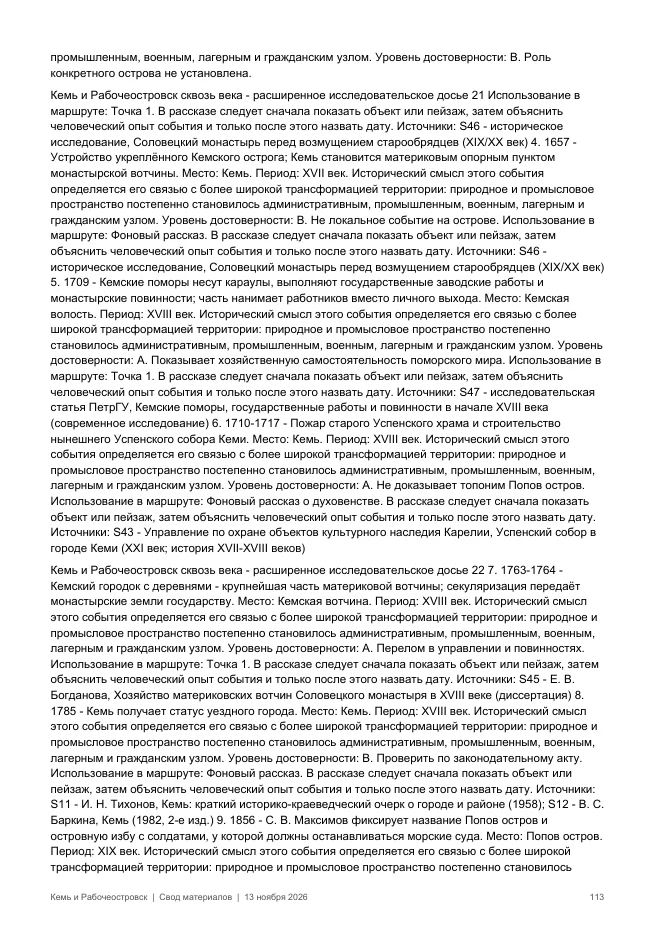 промышленным, военным, лагерным и гражданским узлом. Уровень достоверности: B. Роль
конкретного острова не установлена.
Кемь и Рабочеостровск сквозь века - расширенное исследовательское досье 21 Использование в
маршруте: Точка 1. В рассказе следует сначала показать объект или пейзаж, затем объяснить
человеческий опыт события и только после этого назвать дату. Источники: S46 - историческое
исследование, Соловецкий монастырь перед возмущением старообрядцев (XIX/XX век) 4. 1657 -
Устройство укреплённого Кемского острога; Кемь становится материковым опорным пунктом
монастырской вотчины. Место: Кемь. Период: XVII век. Исторический смысл этого события
определяется его связью с более широкой трансформацией территории: природное и промысловое
пространство постепенно становилось административным, промышленным, военным, лагерным и
гражданским узлом. Уровень достоверности: B. Не локальное событие на острове. Использование в
маршруте: Фоновый рассказ. В рассказе следует сначала показать объект или пейзаж, затем
объяснить человеческий опыт события и только после этого назвать дату. Источники: S46 -
историческое исследование, Соловецкий монастырь перед возмущением старообрядцев (XIX/XX век)
5. 1709 - Кемские поморы несут караулы, выполняют государственные заводские работы и
монастырские повинности; часть нанимает работников вместо личного выхода. Место: Кемская
волость. Период: XVIII век. Исторический смысл этого события определяется его связью с более
широкой трансформацией территории: природное и промысловое пространство постепенно
становилось административным, промышленным, военным, лагерным и гражданским узлом. Уровень
достоверности: A. Показывает хозяйственную самостоятельность поморского мира. Использование в
маршруте: Точка 1. В рассказе следует сначала показать объект или пейзаж, затем объяснить
человеческий опыт события и только после этого назвать дату. Источники: S47 - исследовательская
статья ПетрГУ, Кемские поморы, государственные работы и повинности в начале XVIII века
(современное исследование) 6. 1710-1717 - Пожар старого Успенского храма и строительство
нынешнего Успенского собора Кеми. Место: Кемь. Период: XVIII век. Исторический смысл этого
события определяется его связью с более широкой трансформацией территории: природное и
промысловое пространство постепенно становилось административным, промышленным, военным,
лагерным и гражданским узлом. Уровень достоверности: A. Не доказывает топоним Попов остров.
Использование в маршруте: Фоновый рассказ о духовенстве. В рассказе следует сначала показать
объект или пейзаж, затем объяснить человеческий опыт события и только после этого назвать дату.
Источники: S43 - Управление по охране объектов культурного наследия Карелии, Успенский собор в
городе Кеми (XXI век; история XVII-XVIII веков)
Кемь и Рабочеостровск сквозь века - расширенное исследовательское досье 22 7. 1763-1764 -
Кемский городок с деревнями - крупнейшая часть материковой вотчины; секуляризация передаёт
монастырские земли государству. Место: Кемская вотчина. Период: XVIII век. Исторический смысл
этого события определяется его связью с более широкой трансформацией территории: природное и
промысловое пространство постепенно становилось административным, промышленным, военным,
лагерным и гражданским узлом. Уровень достоверности: A. Перелом в управлении и повинностях.
Использование в маршруте: Точка 1. В рассказе следует сначала показать объект или пейзаж, затем
объяснить человеческий опыт события и только после этого назвать дату. Источники: S45 - Е. В.
Богданова, Хозяйство материковых вотчин Соловецкого монастыря в XVIII веке (диссертация) 8.
1785 - Кемь получает статус уездного города. Место: Кемь. Период: XVIII век. Исторический смысл
этого события определяется его связью с более широкой трансформацией территории: природное и
промысловое пространство постепенно становилось административным, промышленным, военным,
лагерным и гражданским узлом. Уровень достоверности: B. Проверить по законодательному акту.
Использование в маршруте: Фоновый рассказ. В рассказе следует сначала показать объект или
пейзаж, затем объяснить человеческий опыт события и только после этого назвать дату. Источники:
S11 - И. Н. Тихонов, Кемь: краткий историко-краеведческий очерк о городе и районе (1958); S12 - В. С.
Баркина, Кемь (1982, 2-е изд.) 9. 1856 - С. В. Максимов фиксирует название Попов остров и
островную избу с солдатами, у которой должны останавливаться морские суда. Место: Попов остров.
Период: XIX век. Исторический смысл этого события определяется его связью с более широкой
трансформацией территории: природное и промысловое пространство постепенно становилось
Кемь и Рабочеостровск | Свод материалов | 13 ноября 2026 113